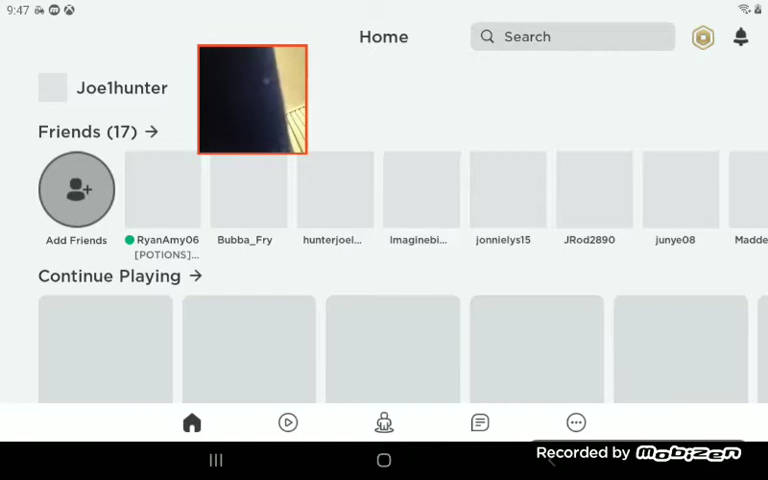 9:47
Home
Search
Joe1hunter
Friends (17)
Add Friends
RyanAmy06
[POTIONS]...
Bubba_Fry
hunterjoel...
Imaginebi...
jonnielys15
JRod2890
junye08
Madde
Continue Playing
Recorded by mobizen